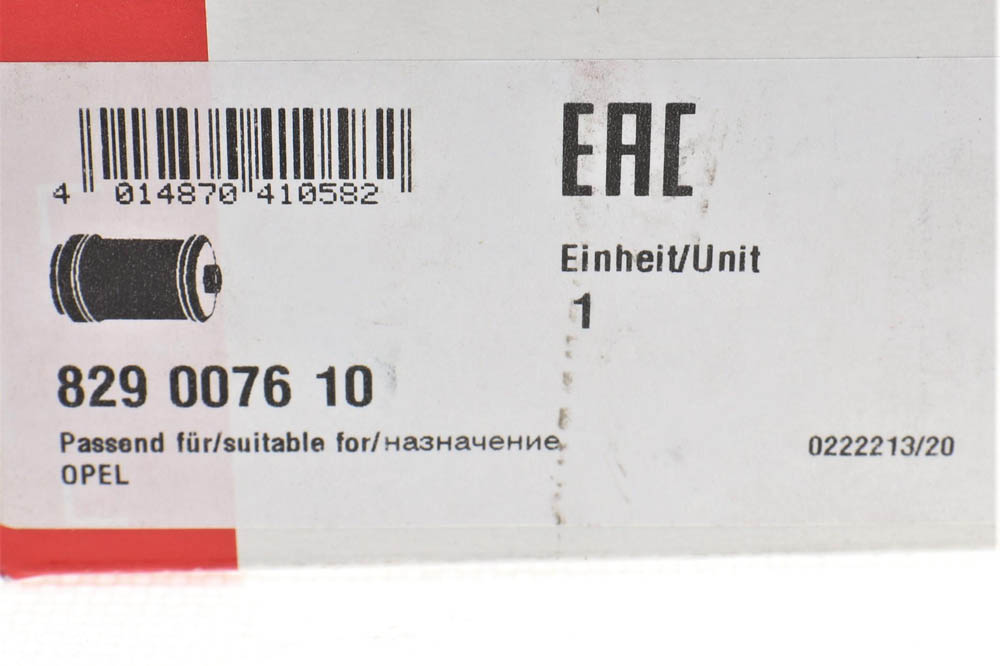 EAC
4 014870 410582
Einheit/Unit
1
829 0076 10
Passend für/suitable for/назначение
OPEL
0222213/20